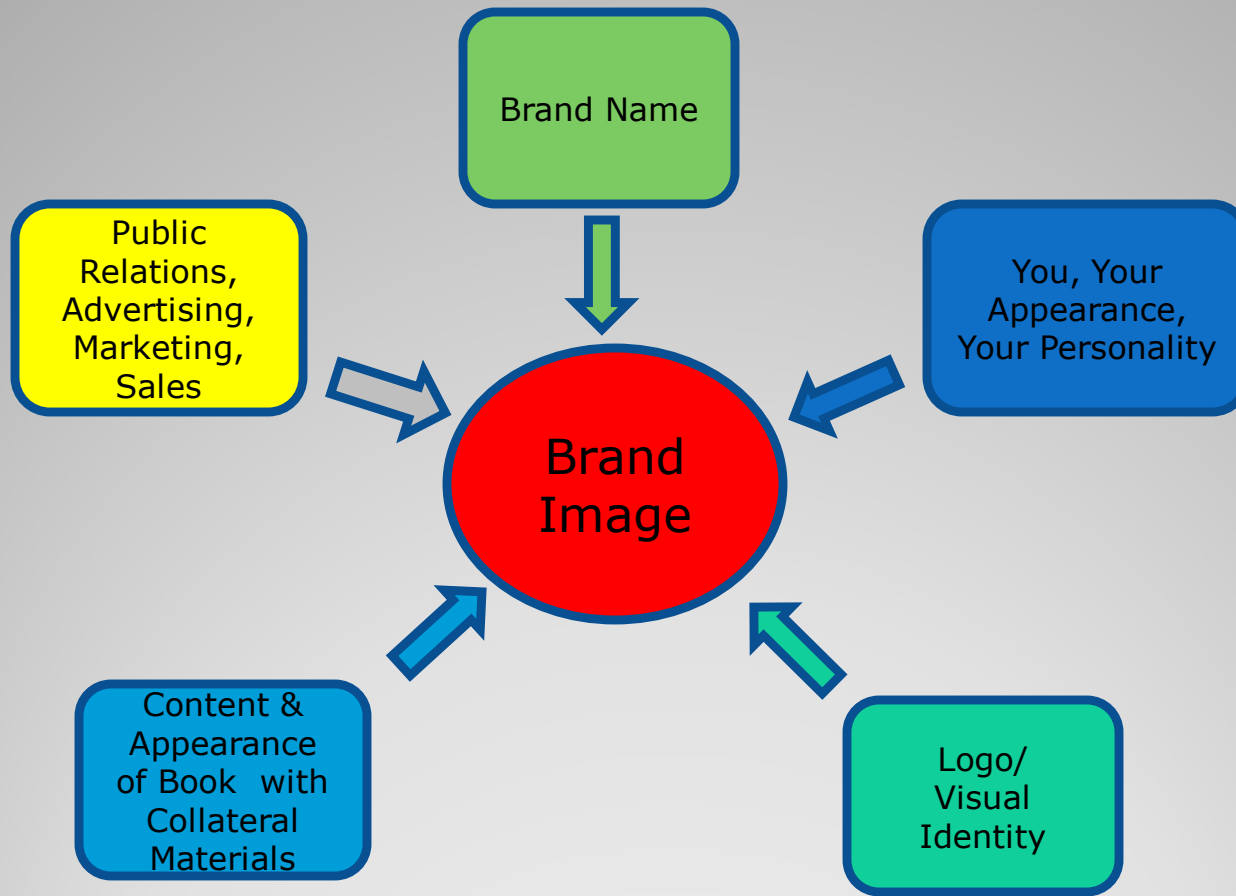 Brand Name
Public
Relations,
Advertising,
Marketing,
Sales
You, Your
Appearance,
Your Personality
Brand
Image
Content &
Appearance
of Book  with
Collateral
Materials
Logo/
Visual
Identity